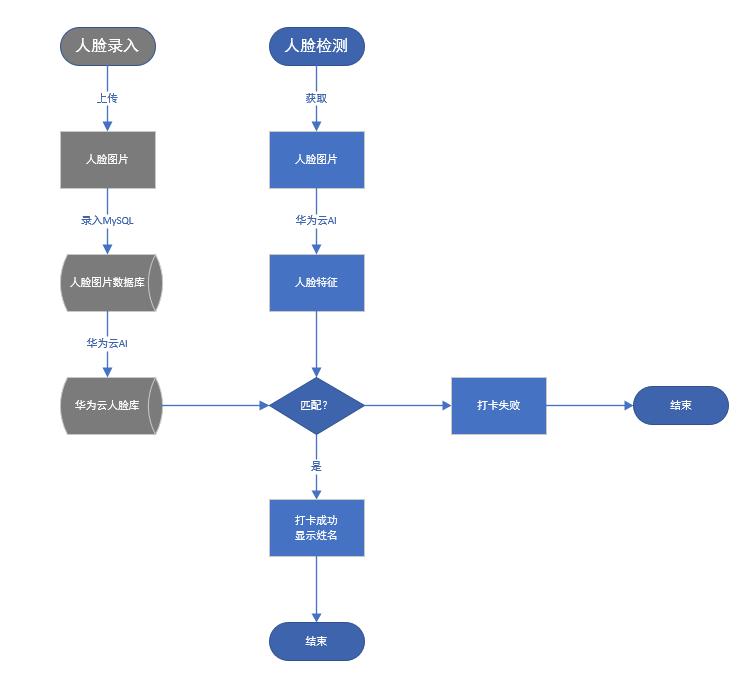 人脸录入
人脸检测
上传
获取
人脸图片
人脸图片
录入MySQL
华为云AI
人脸图片数据库
人脸特征
华为云AI
华为云人脸库
匹配?
打卡失败
结束
是
打卡成功
显示姓名
结束